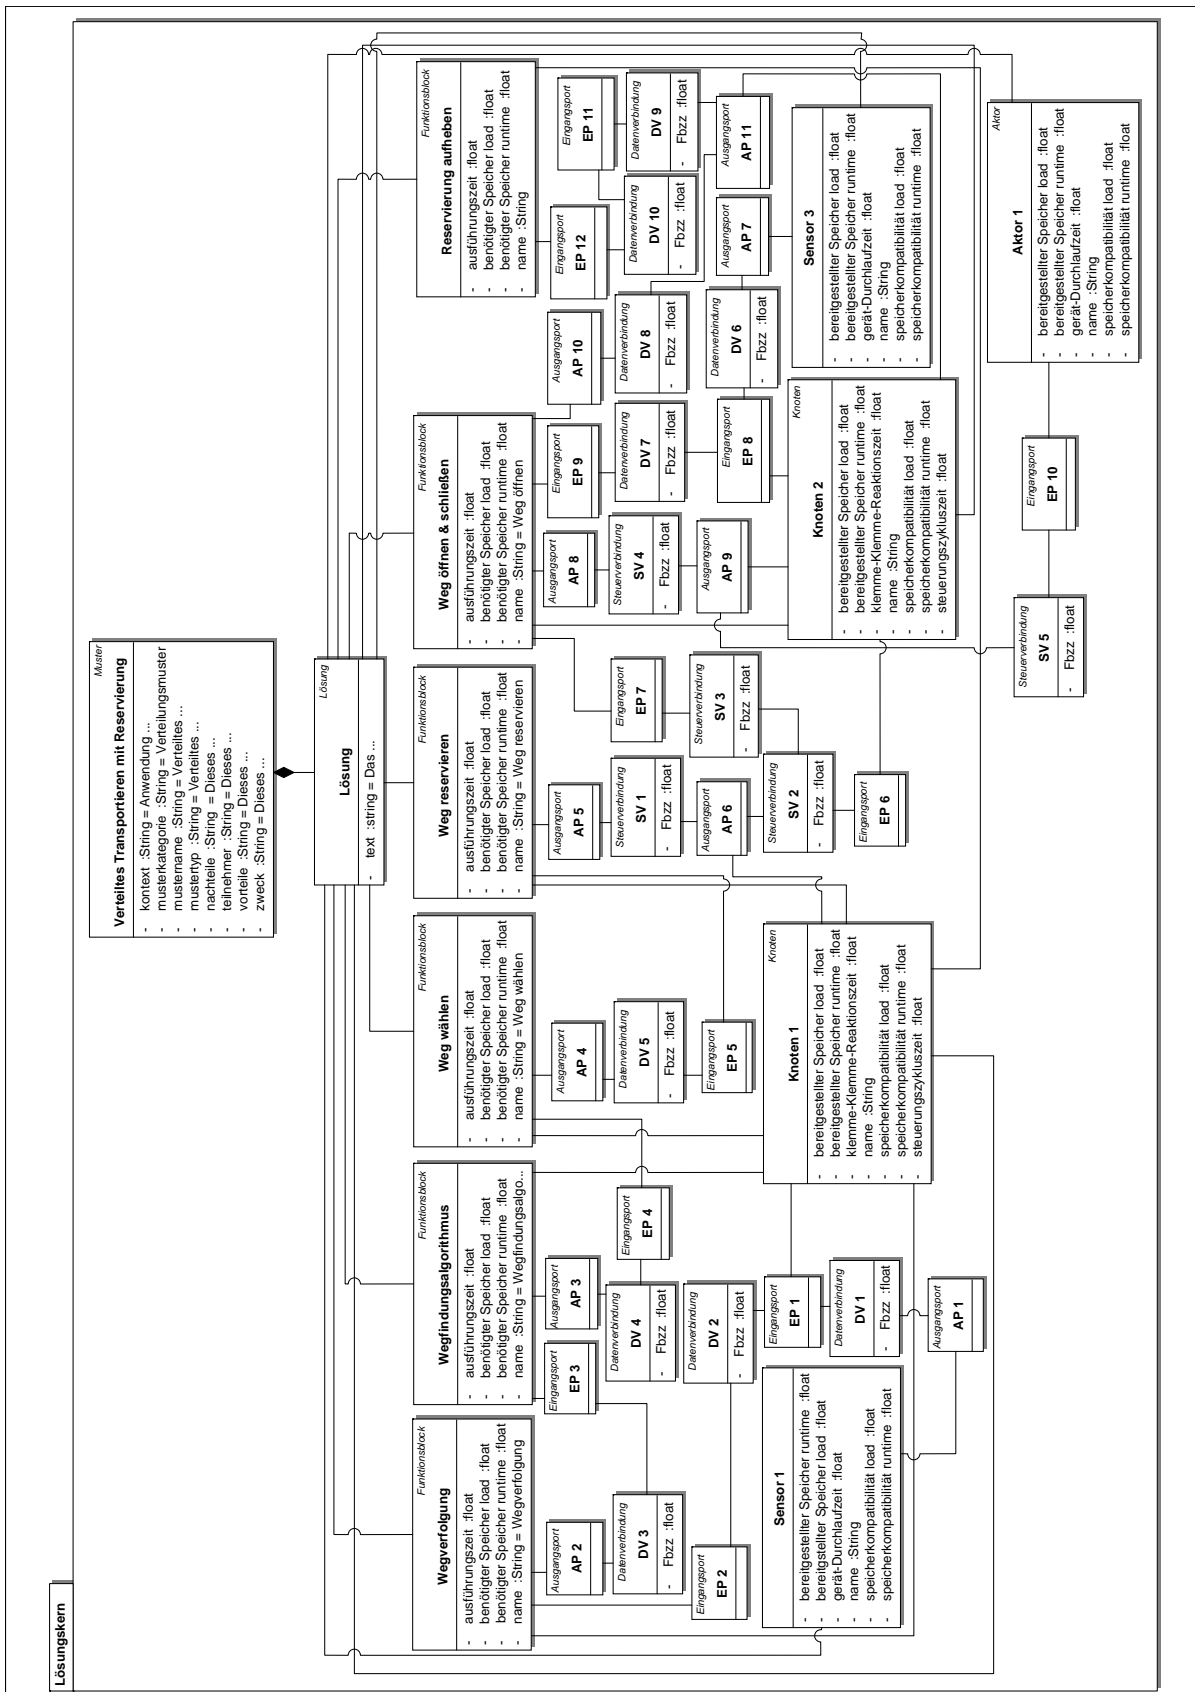 Lösungskern
Muster
Verteiltes Transportieren mit Reservierung
- kontext :String = Anwendung ...
- musterkategorie :String = Verteilungsmuster
- mustername :String = Verteiltes ...
- mustertyp :String = Verteiltes ...
- nachteile :String = Dieses ...
- teilnehmer :String = Dieses ...
- vorteile :String = Dieses ...
- zweck :String = Dieses ...
Lösung
Lösung
- text :string = Das ...
Funktionsblock
Wegverfolgung
- ausführungszeit :float
- benötigter Speicher load :float
- benötigter Speicher runtime :float
- name :String = Wegverfolgung
Funktionsblock
Wegfindungsalgorithmus
- ausführungszeit :float
- benötigter Speicher load :float
- benötigter Speicher runtime :float
- name :String = Wegfindungsalgo...
Funktionsblock
Weg wählen
- ausführungszeit :float
- benötigter Speicher load :float
- benötigter Speicher runtime :float
- name :String = Weg wählen
Funktionsblock
Weg reservieren
- ausführungszeit :float
- benötigter Speicher load :float
- benötigter Speicher runtime :float
- name :String = Weg reservieren
Funktionsblock
Weg öffnen & schließen
- ausführungszeit :float
- benötigter Speicher load :float
- benötigter Speicher runtime :float
- name :String = Weg öffnen
Funktionsblock
Reservierung aufheben
- ausführungszeit :float
- benötigter Speicher load :float
- benötigter Speicher runtime :float
- name :String
Ausgangsport
AP 2
Eingangsport
EP 3
Ausgangsport
AP 3
Ausgangsport
AP 4
Ausgangsport
AP 5
Eingangsport
EP 7
Ausgangsport
AP 8
Eingangsport
EP 9
Ausgangsport
AP 10
Eingangsport
EP 12
Eingangsport
EP 11
Datenverbindung
DV 3
- Fbzz :float
Datenverbindung
DV 4
- Fbzz :float
Eingangsport
EP 4
Datenverbindung
DV 5
- Fbzz :float
Steuerverbindung
SV 1
- Fbzz :float
Steuerverbindung
SV 3
- Fbzz :float
Steuerverbindung
SV 4
- Fbzz :float
Datenverbindung
DV 7
- Fbzz :float
Datenverbindung
DV 8
- Fbzz :float
Datenverbindung
DV 10
- Fbzz :float
Datenverbindung
DV 9
- Fbzz :float
Eingangsport
EP 2
Datenverbindung
DV 2
- Fbzz :float
Eingangsport
EP 5
Ausgangsport
AP 6
Ausgangsport
AP 9
Eingangsport
EP 8
Datenverbindung
DV 6
- Fbzz :float
Ausgangsport
AP 7
Ausgangsport
AP 11
Sensor 1
- bereitgestellter Speicher runtime :float
- bereitgstellter Speicher load :float
- gerät-Durchlaufzeit :float
- name :String
- speicherkompatibilität load :float
- speicherkompatibilität runtime :float
Eingangsport
EP 1
Datenverbindung
DV 1
- Fbzz :float
Ausgangsport
AP 1
Knoten
Knoten 1
- bereitgestellter Speicher load :float
- bereitgestellter Speicher runtime :float
- klemme-Klemme-Reaktionszeit :float
- name :String
- speicherkompatibilität load :float
- speicherkompatibilität runtime :float
- steuerungszykluszeit :float
Steuerverbindung
SV 2
- Fbzz :float
Eingangsport
EP 6
Knoten
Knoten 2
- bereitgestellter Speicher load :float
- bereitgestellter Speicher runtime :float
- klemme-Klemme-Reaktionszeit :float
- name :String
- speicherkompatibilität load :float
- speicherkompatibilität runtime :float
- steuerungszykluszeit :float
Sensor 3
- bereitgestellter Speicher load :float
- bereitgestellter Speicher runtime :float
- gerät-Durchlaufzeit :float
- name :String
- speicherkompatibilität load :float
- speicherkompatibilität runtime :float
Steuerverbindung
SV 5
- Fbzz :float
Eingangsport
EP 10
Aktor
Aktor 1
- bereitgestellter Speicher load :float
- bereitgestellter Speicher runtime :float
- gerät-Durchlaufzeit :float
- name :String
- speicherkompatibilität load :float
- speicherkompatibilität runtime :float